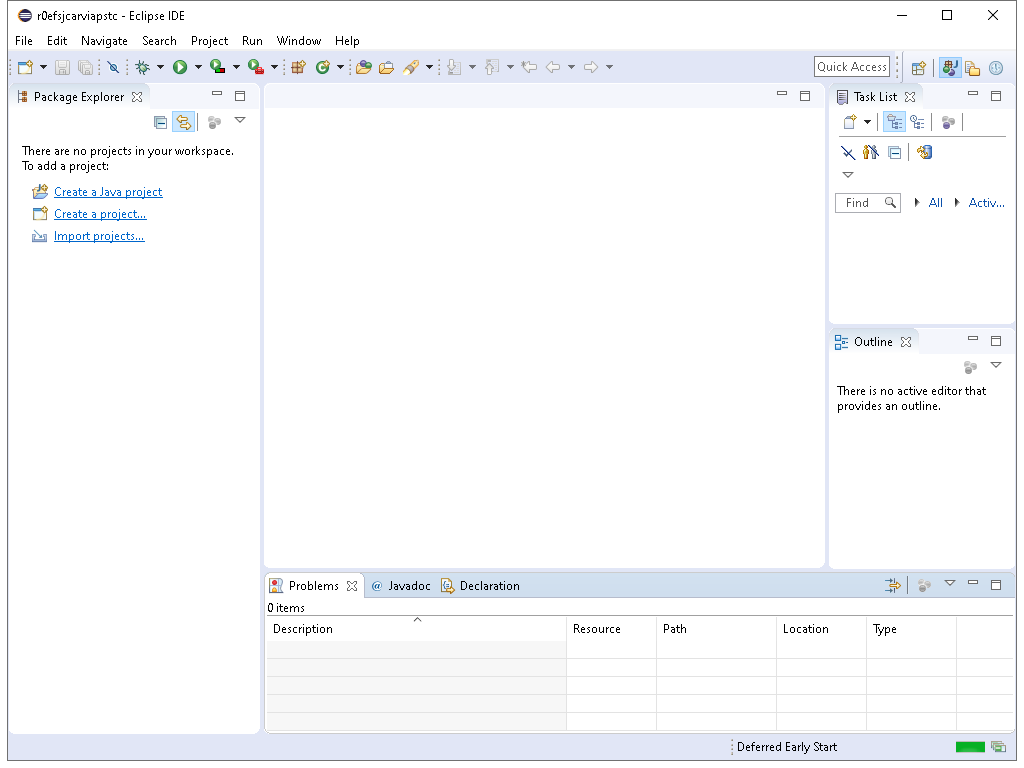 r0efsjcarviapstc - Eclipse IDE
File Edit Navigate Search Project Run Window Help
Quick Access
Package Explorer
There are no projects in your workspace.
To add a project:
Create a Java project
Create a project...
Import projects...
Task List
Find All Activ...
Outline
There is no active editor that
provides an outline.
Problems @ Javadoc Declaration
0 items
Description Resource Path Location Type
Deferred Early Start